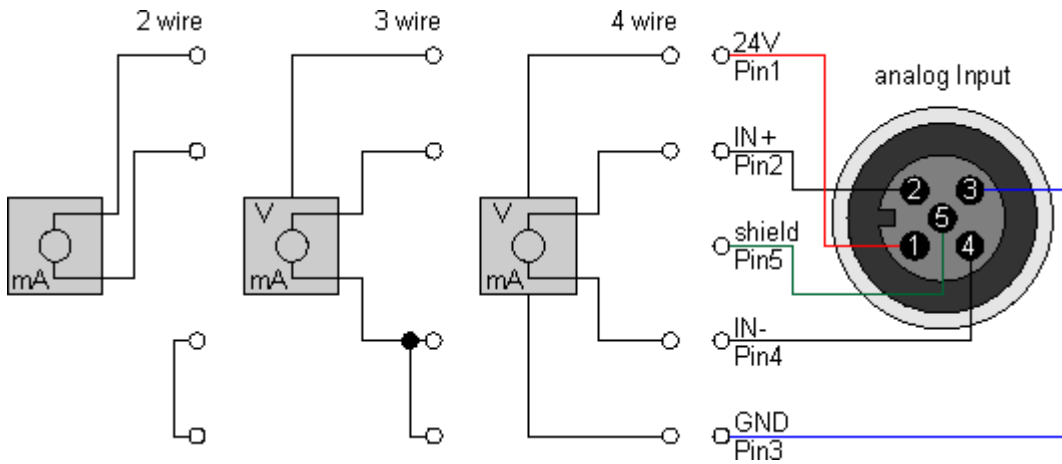 2 wire
3 wire
4 wire
24V
Pin1
analog Input
IN+
Pin2
2
3
5
1
4
V
V
mA
mA
mA
shield
Pin5
IN-
Pin4
GND
Pin3